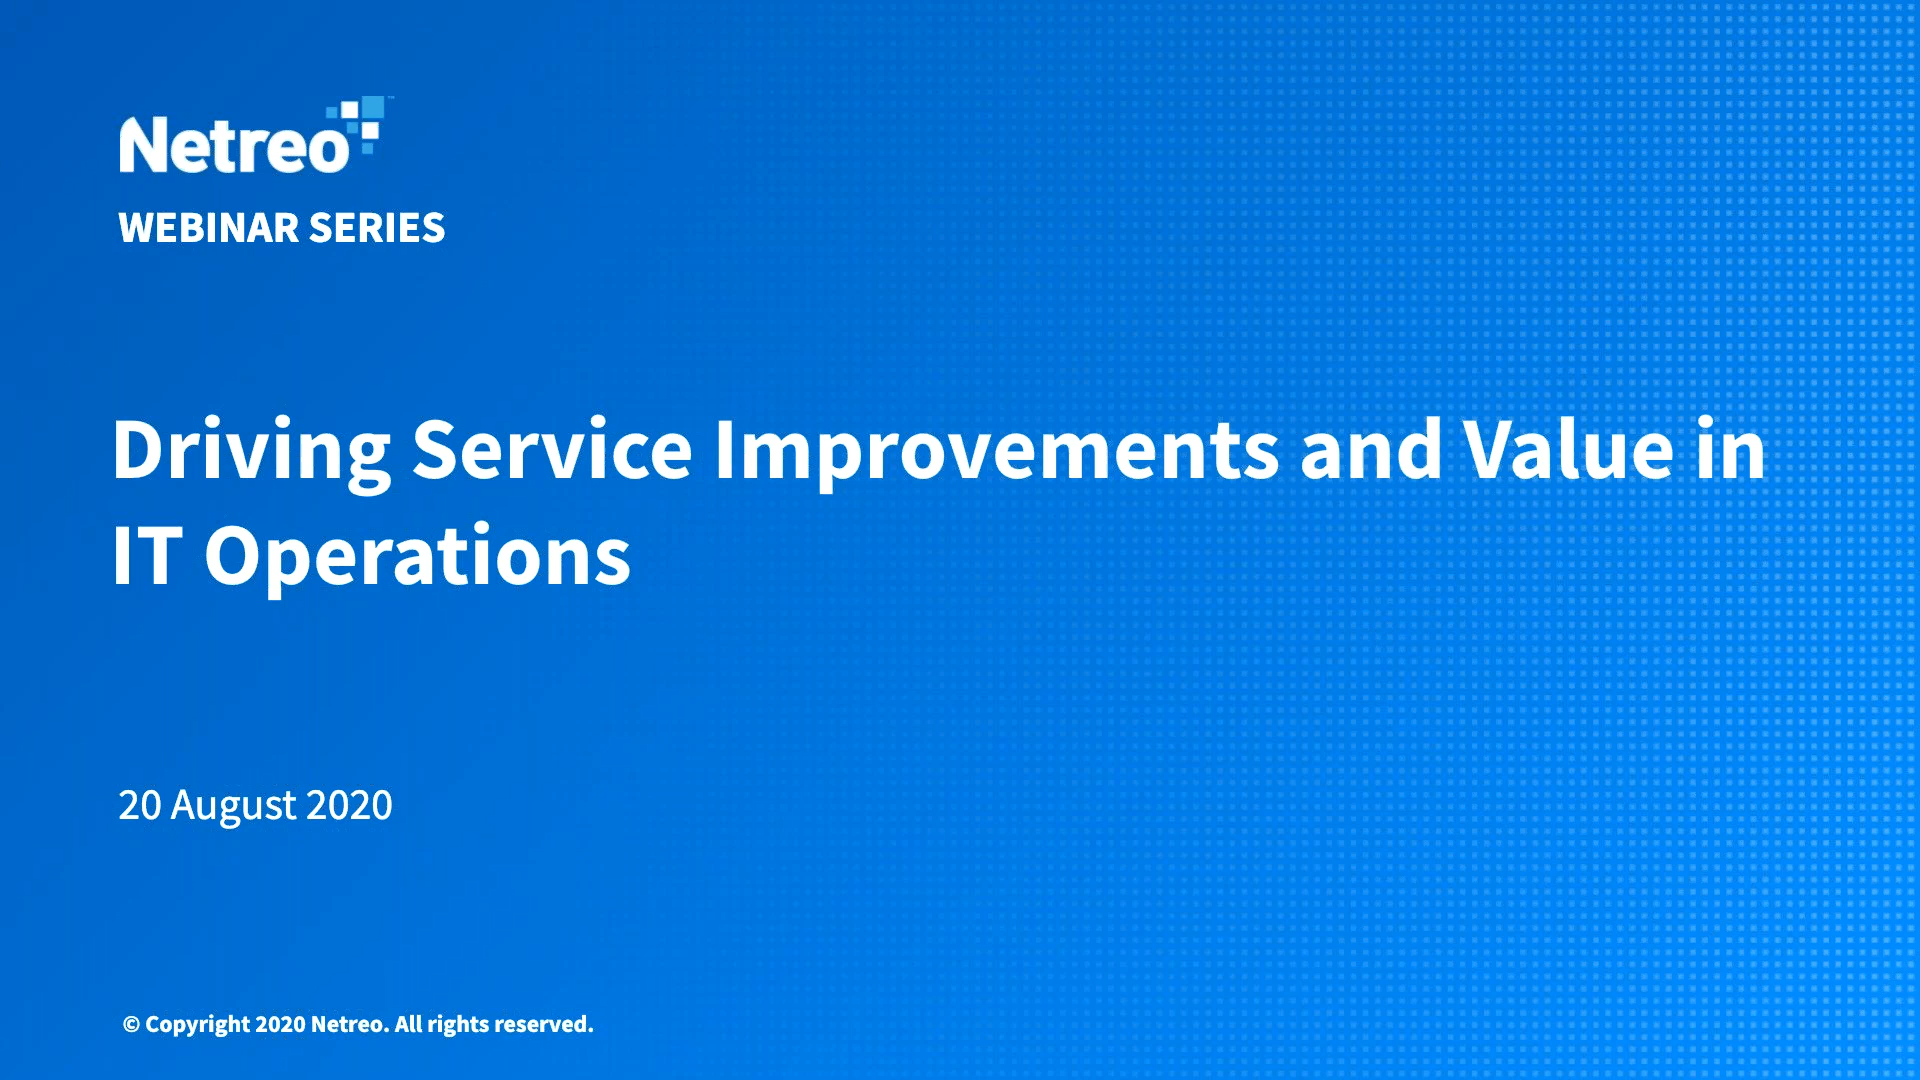 Netreo™
WEBINAR SERIES
Driving Service Improvements and Value in
IT Operations
20 August 2020
© Copyright 2020 Netreo. All rights reserved.